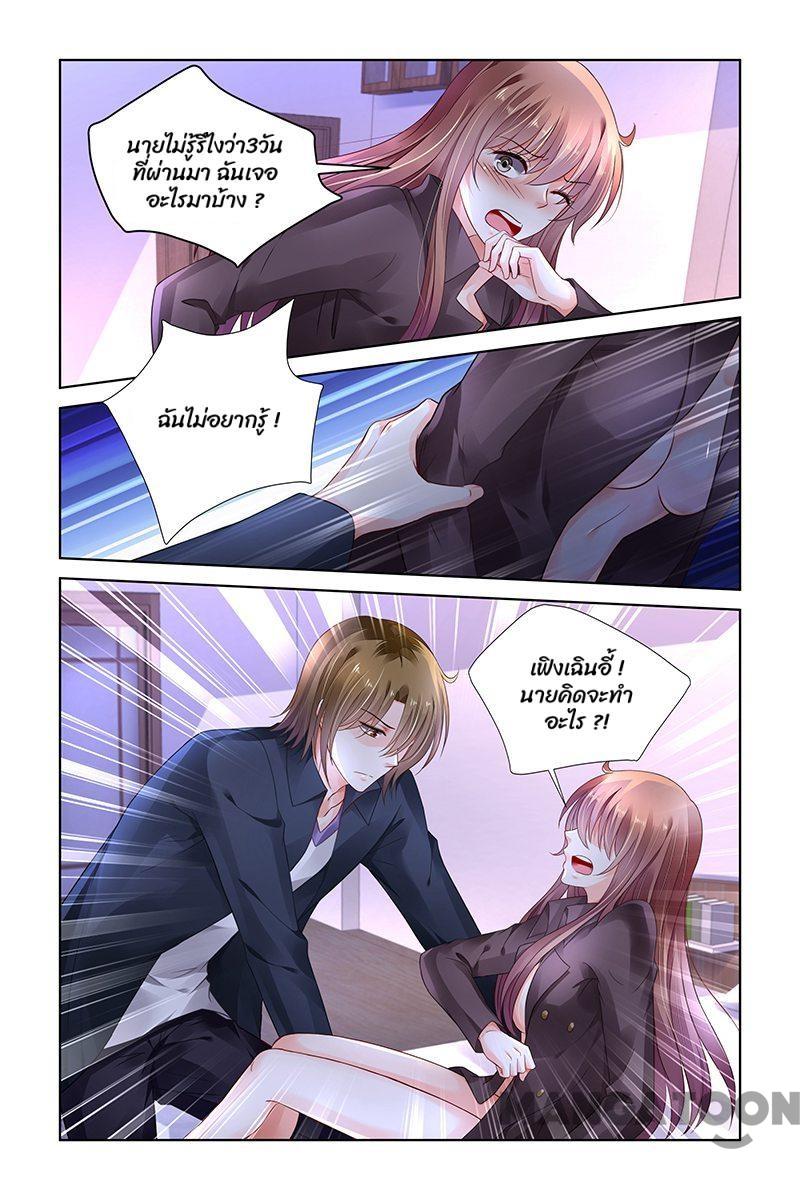 นายไม่รู้รึไงว่า3วัน
ที่ผ่านมา ฉันเจอ
อะไรมาบ้าง ?
ฉันไม่อยากรู้ !
เฟิงเฉินอี้ !
นายคิดจะทำ
อะไร ?!
MANGATOON